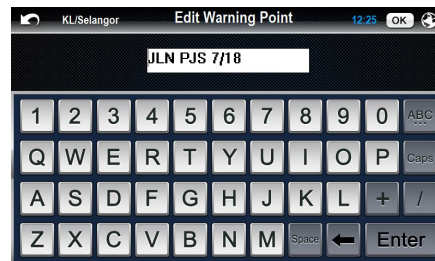 KL/Selangor Edit Warning Point 12:25 OK
JLN PJS 7/18
1 2 3 4 5 6 7 8 9 0 ABC...
Q W E R T Y U I O P Caps
A S D F G H J K L + /
Z X C V B N M Space Enter